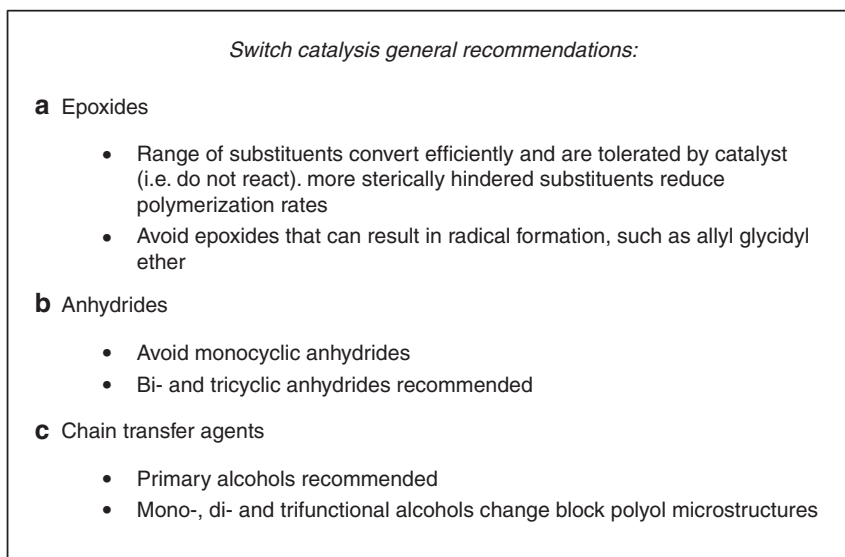 Switch catalysis general recommendations:
a Epoxides
• Range of substituents convert efficiently and are tolerated by catalyst
(i.e. do not react). more sterically hindered substituents reduce
polymerization rates
• Avoid epoxides that can result in radical formation, such as allyl glycidyl
ether
b Anhydrides
• Avoid monocyclic anhydrides
• Bi- and tricyclic anhydrides recommended
c Chain transfer agents
• Primary alcohols recommended
• Mono-, di- and trifunctional alcohols change block polyol microstructures